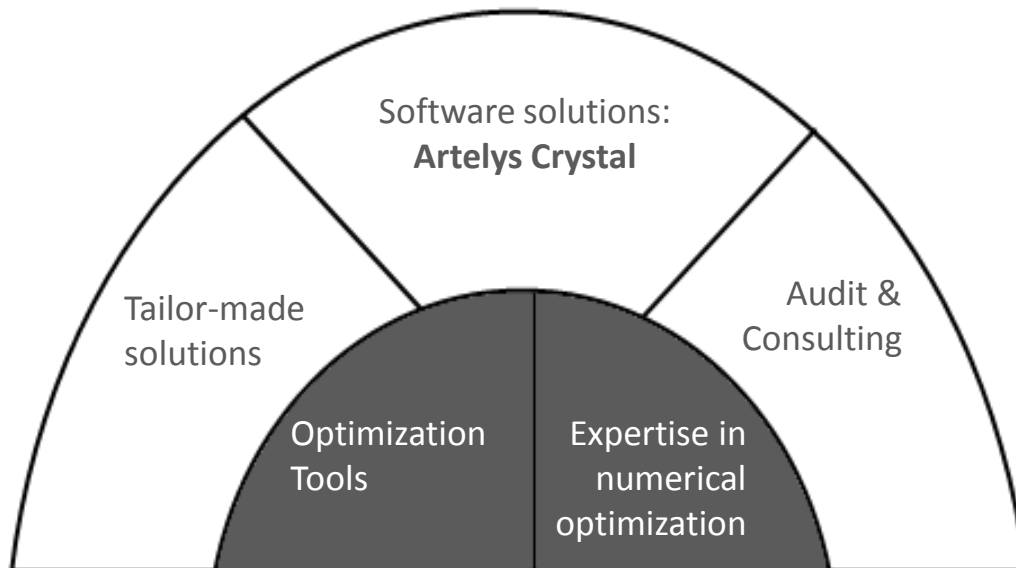 Software solutions:
Artelys Crystal
Tailor-made
solutions
Audit &
Consulting
Optimization
Tools
Expertise in
numerical
optimization